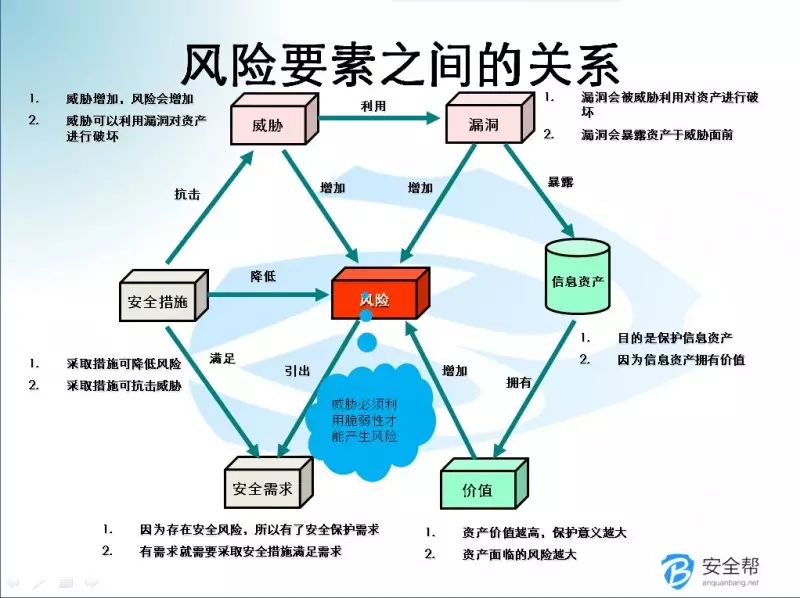 风险要素之间的关系
1. 威胁增加，风险会增加
2. 威胁可以利用漏洞对资产
进行破坏
威胁
利用
漏洞
1. 漏洞会被威胁利用对资产进行破
坏
2. 漏洞会暴露资产于威胁面前
抗击
增加
增加
暴露
安全措施
降低
风险
信息资产
1. 采取措施可降低风险
2. 采取措施可抗击威胁
满足
引出
增加
拥有
1. 目的是保护信息资产
2. 因为信息资产拥有价值
威胁必须利
用脆弱性才
能产生风险
安全需求
价值
1. 因为存在安全风险，所以有了安全保护需求
2. 有需求就需要采取安全措施满足需求
1. 资产价值越高，保护意义越大
2. 资产面临的风险越大
安全帮
anquanbang.net